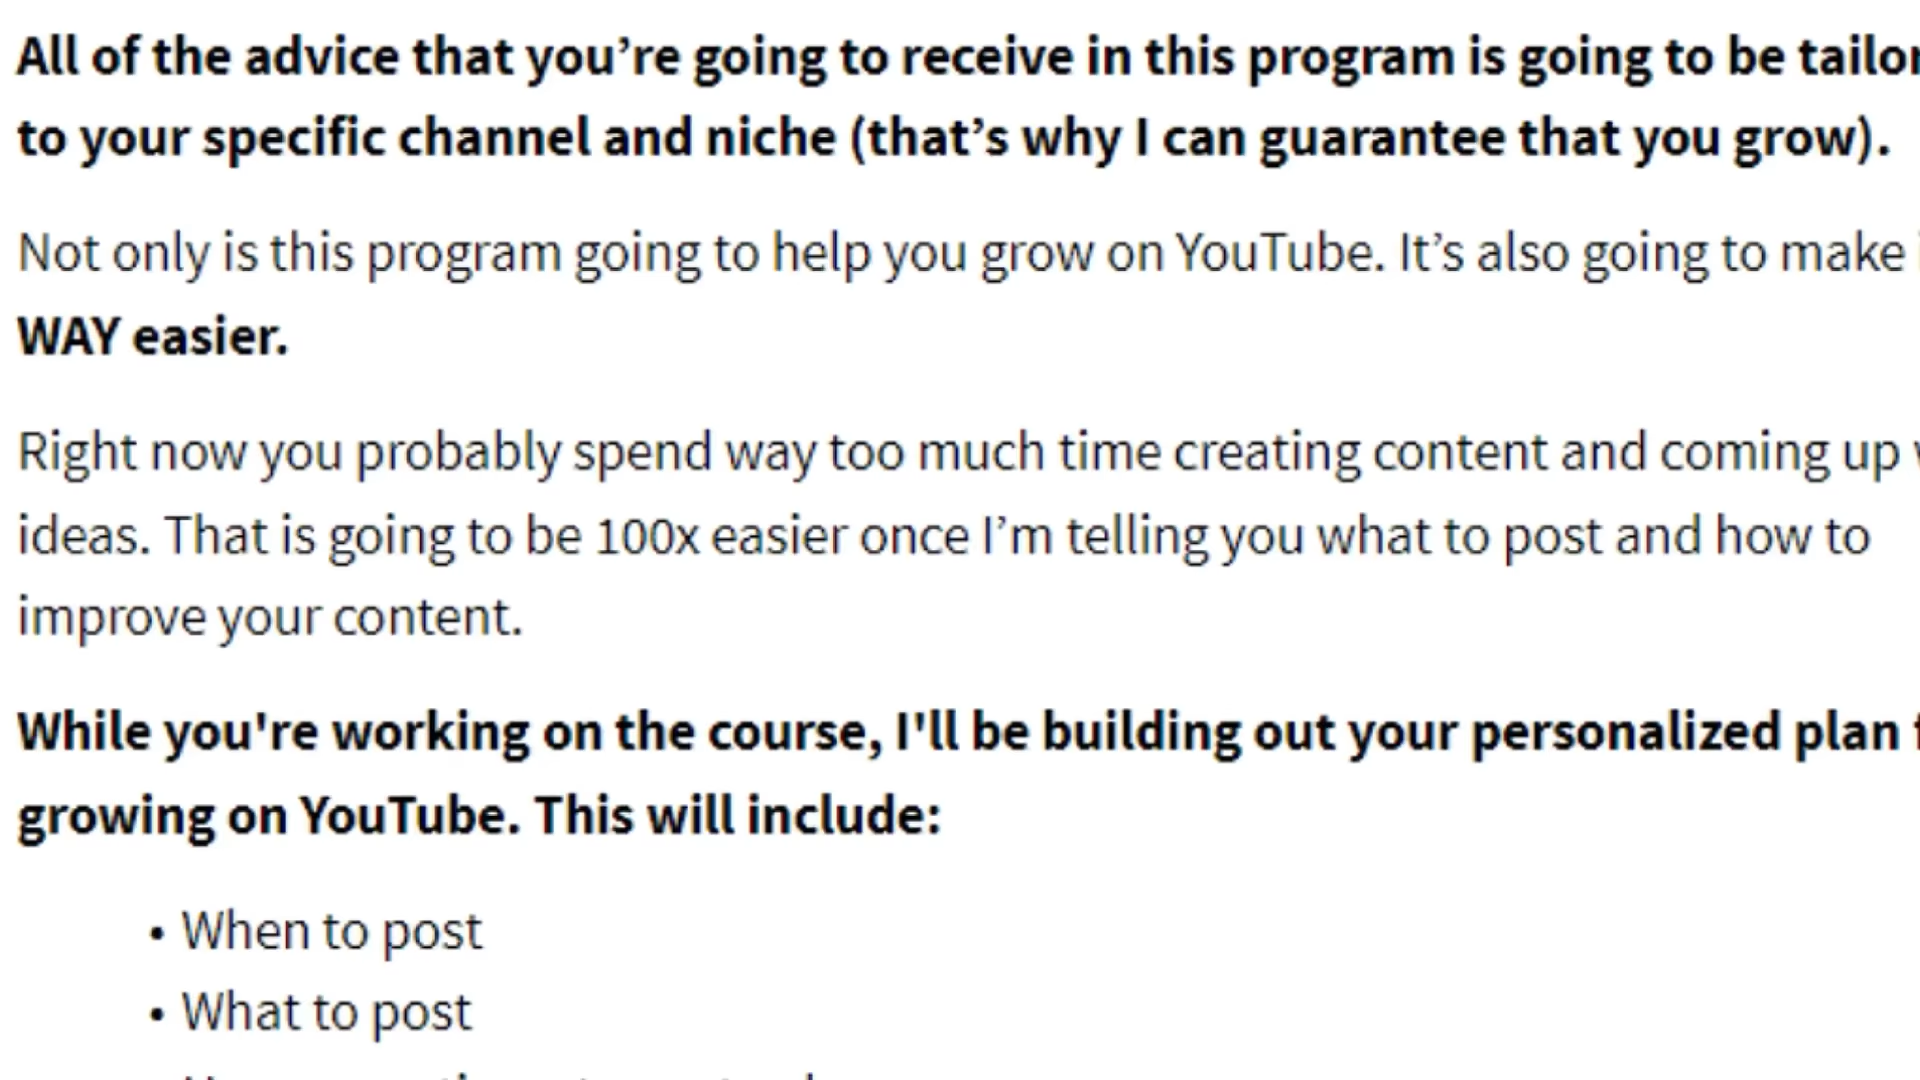 All of the advice that you’re going to receive in this program is going to be
to your specific channel and niche (that’s why I can guarantee that you grow).
Not only is this program going to help you grow on YouTube. It’s also going to make
WAY easier.
Right now you probably spend way too much time creating content and coming up
ideas. That is going to be 100x easier once I’m telling you what to post and how to
improve your content.
While you're working on the course, I'll be building out your personalized plan
growing on YouTube. This will include:
• When to post
• What to post